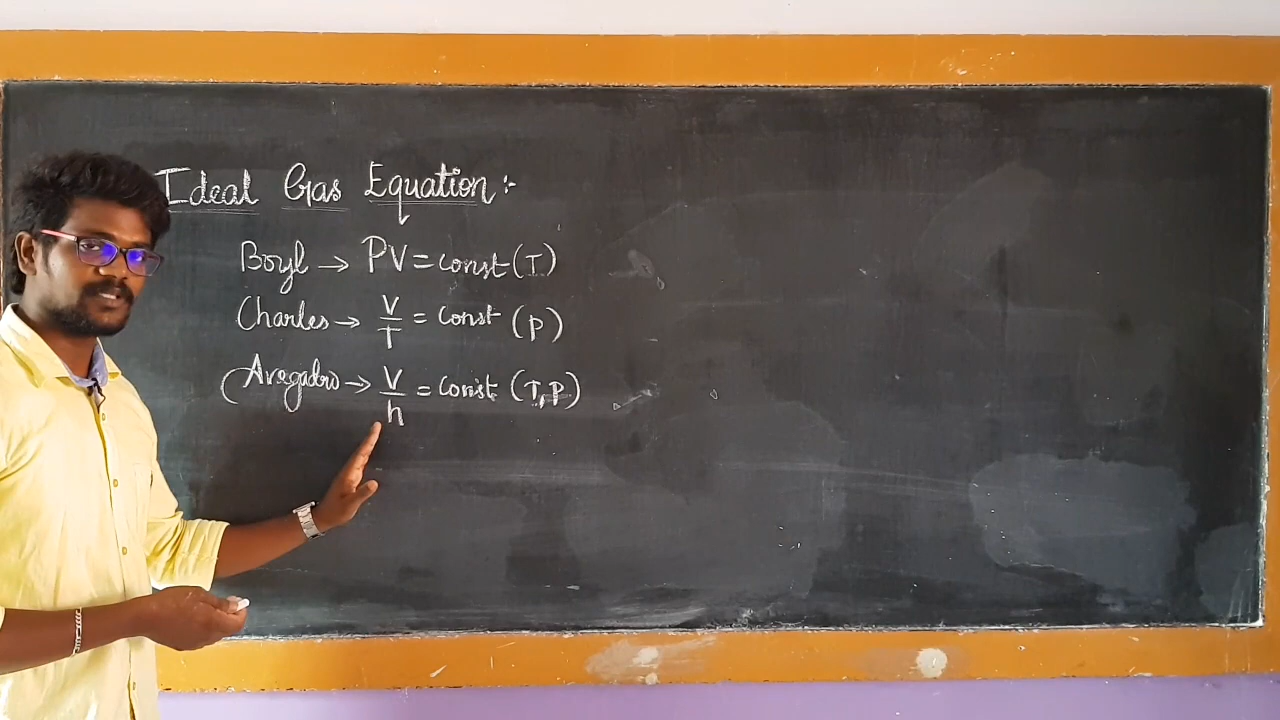 Ideal Gas Equation :-
Boyl → PV = const (T)
Charles → V/T = const (P)
Avogadro → V/n = const (T, P)